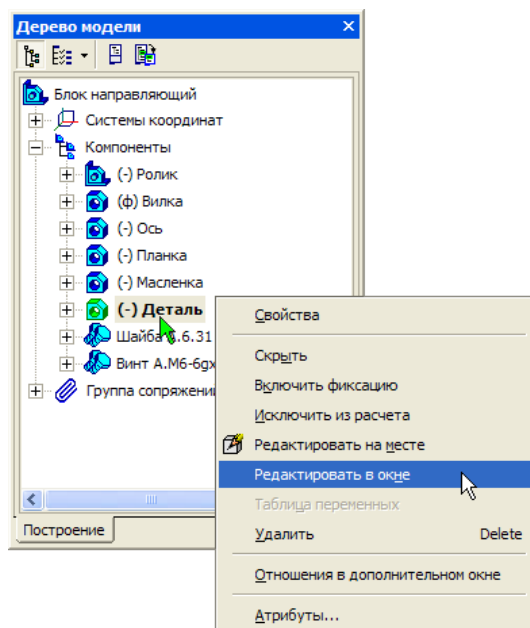 Дерево модели
Блок направляющий
Системы координат
Компоненты
(-) Ролик
(ф) Вилка
(-) Ось
(-) Планка
(-) Масленка
(-) Деталь
Шайба .6.31
Винт А.М6-6gx
Группа сопряжени
Построение
Свойства
Скрыть
Включить фиксацию
Исключить из расчета
Редактировать на месте
Редактировать в окне
Таблица переменных
Удалить Delete
Отношения в дополнительном окне
Атрибуты...